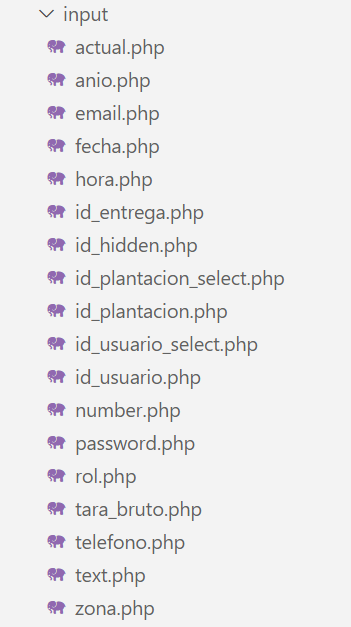 input
actual.php
anio.php
email.php
fecha.php
hora.php
id_entrega.php
id_hidden.php
id_plantacion_select.php
id_plantacion.php
id_usuario_select.php
id_usuario.php
number.php
password.php
rol.php
tara_bruto.php
telefono.php
text.php
zona.php